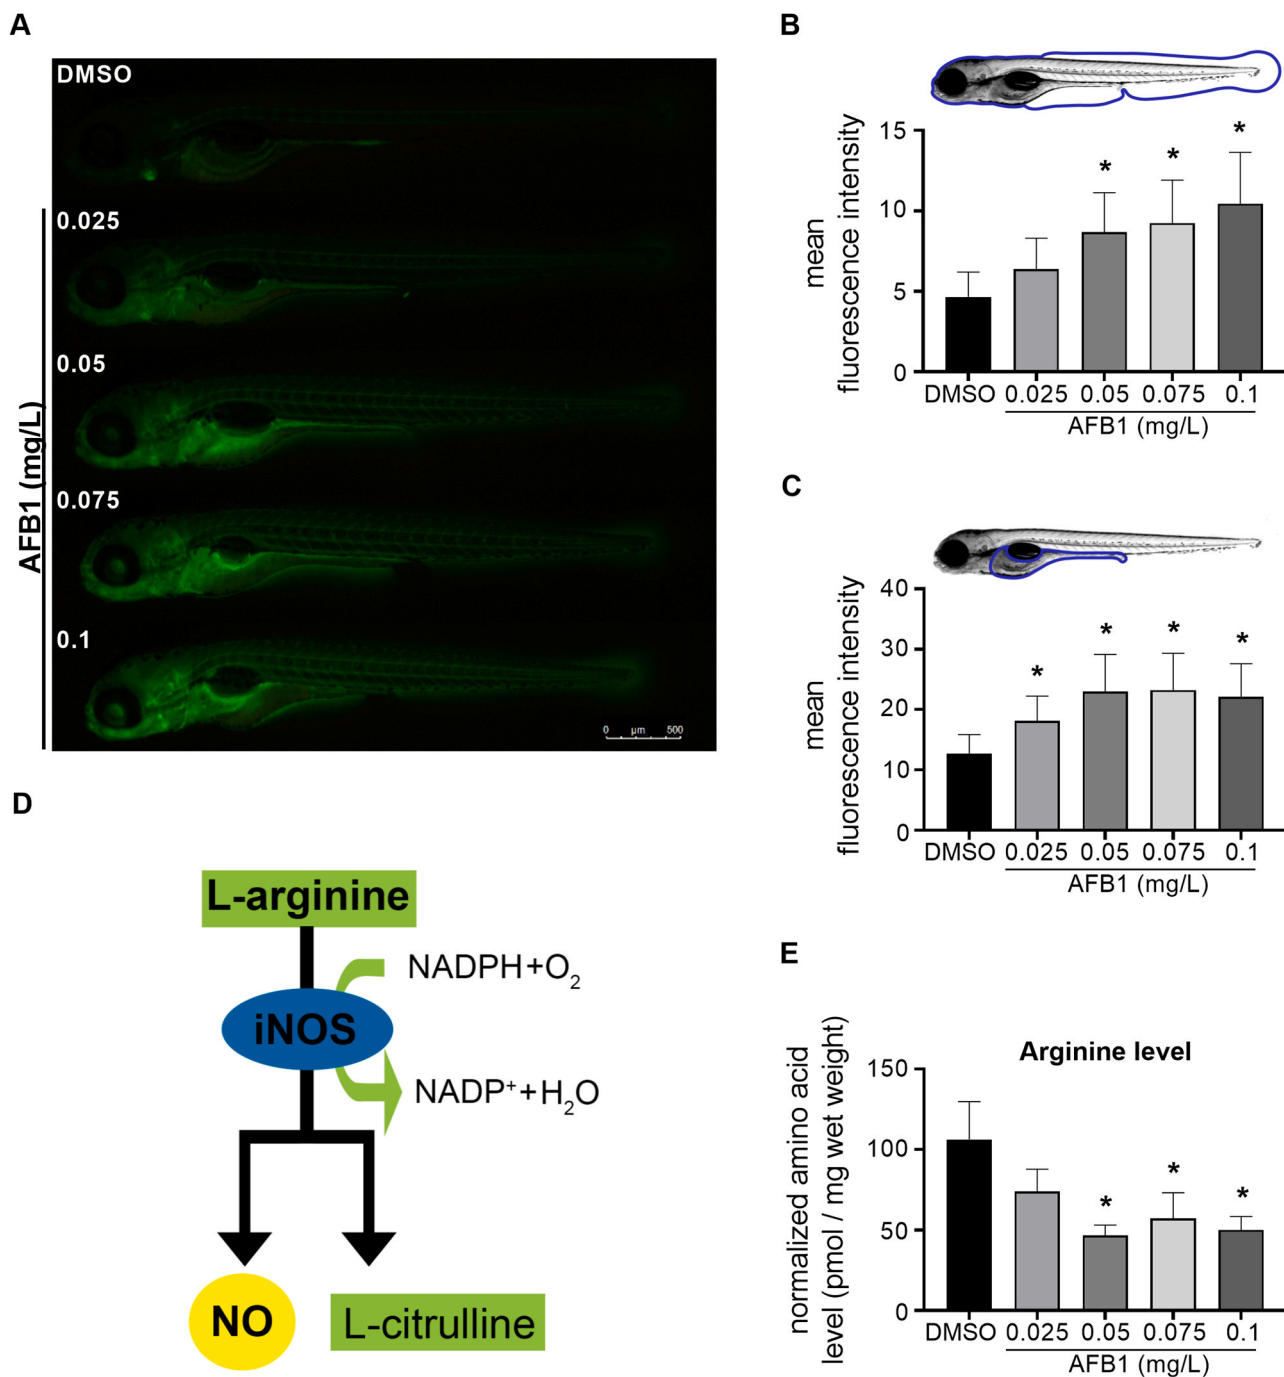 A
DMSO
0.025
0.05
0.075
0.1
AFB1 (mg/L)
0 µm 500
B
mean
fluorescence intensity
15
10
5
0
*
*
*
DMSO 0.025 0.05 0.075 0.1
AFB1 (mg/L)
C
mean
fluorescence intensity
40
30
20
10
0
*
*
*
*
DMSO 0.025 0.05 0.075 0.1
AFB1 (mg/L)
D
L-arginine
NADPH+O₂
iNOS
NADP⁺+H₂O
NO
L-citrulline
E
Arginine level
normalized amino acid
level (pmol / mg wet weight)
150
100
50
0
*
*
*
DMSO 0.025 0.05 0.075 0.1
AFB1 (mg/L)